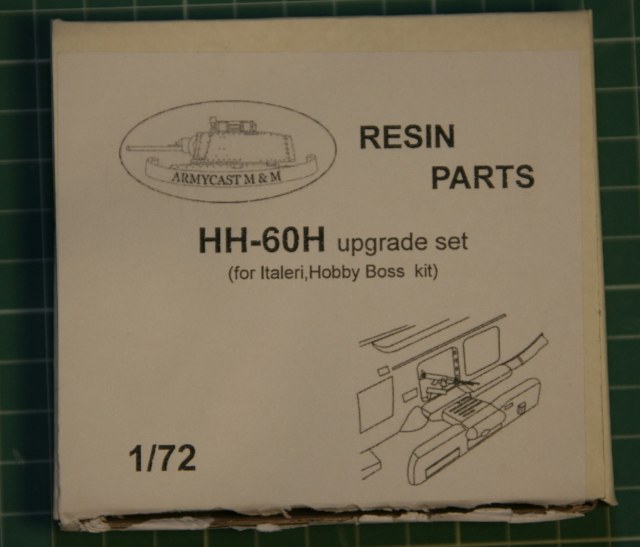 ARMYCAST M & M
RESIN
PARTS
HH-60H upgrade set
(for Italeri,Hobby Boss kit)
1/72